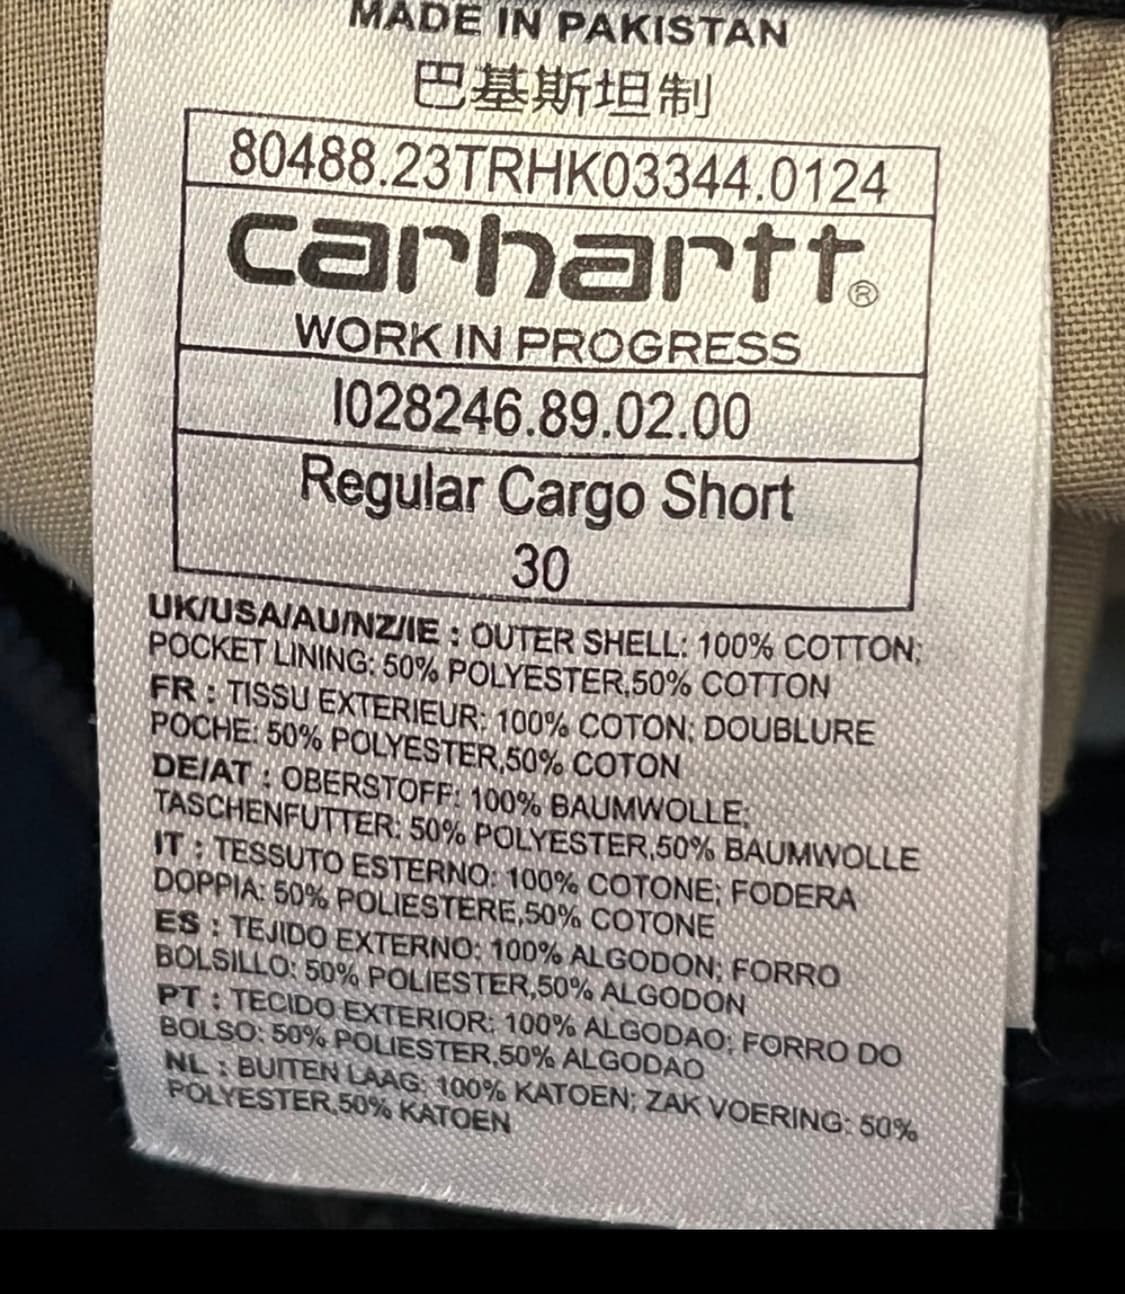 MADE IN PAKISTAN
巴基斯坦制
80488.23TRHK03344.0124
carhartt®
WORK IN PROGRESS
I028246.89.02.00
Regular Cargo Short
30
UK/USA/AU/NZ/IE : OUTER SHELL: 100% COTTON;
POCKET LINING: 50% POLYESTER,50% COTTON
FR : TISSU EXTERIEUR: 100% COTON; DOUBLURE
POCHE: 50% POLYESTER,50% COTON
DE/AT : OBERSTOFF: 100% BAUMWOLLE;
TASCHENFUTTER: 50% POLYESTER,50% BAUMWOLLE
IT : TESSUTO ESTERNO: 100% COTONE; FODERA
DOPPIA: 50% POLIESTERE,50% COTONE
ES : TEJIDO EXTERNO: 100% ALGODON; FORRO
BOLSILLO: 50% POLIESTER,50% ALGODON
PT : TECIDO EXTERIOR: 100% ALGODAO; FORRO DO
BOLSO: 50% POLIESTER,50% ALGODAO
NL : BUITEN LAAG: 100% KATOEN; ZAK VOERING: 50%
POLYESTER,50% KATOEN